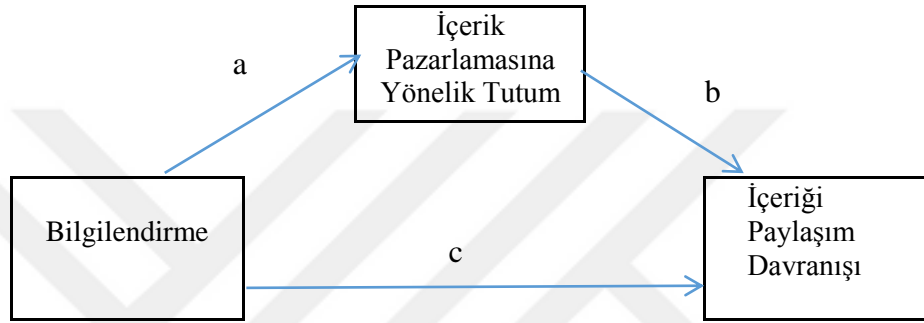 İçerik
Pazarlamasına
Yönelik Tutum
a
b
Bilgilendirme
c
İçeriği
Paylaşım
Davranışı